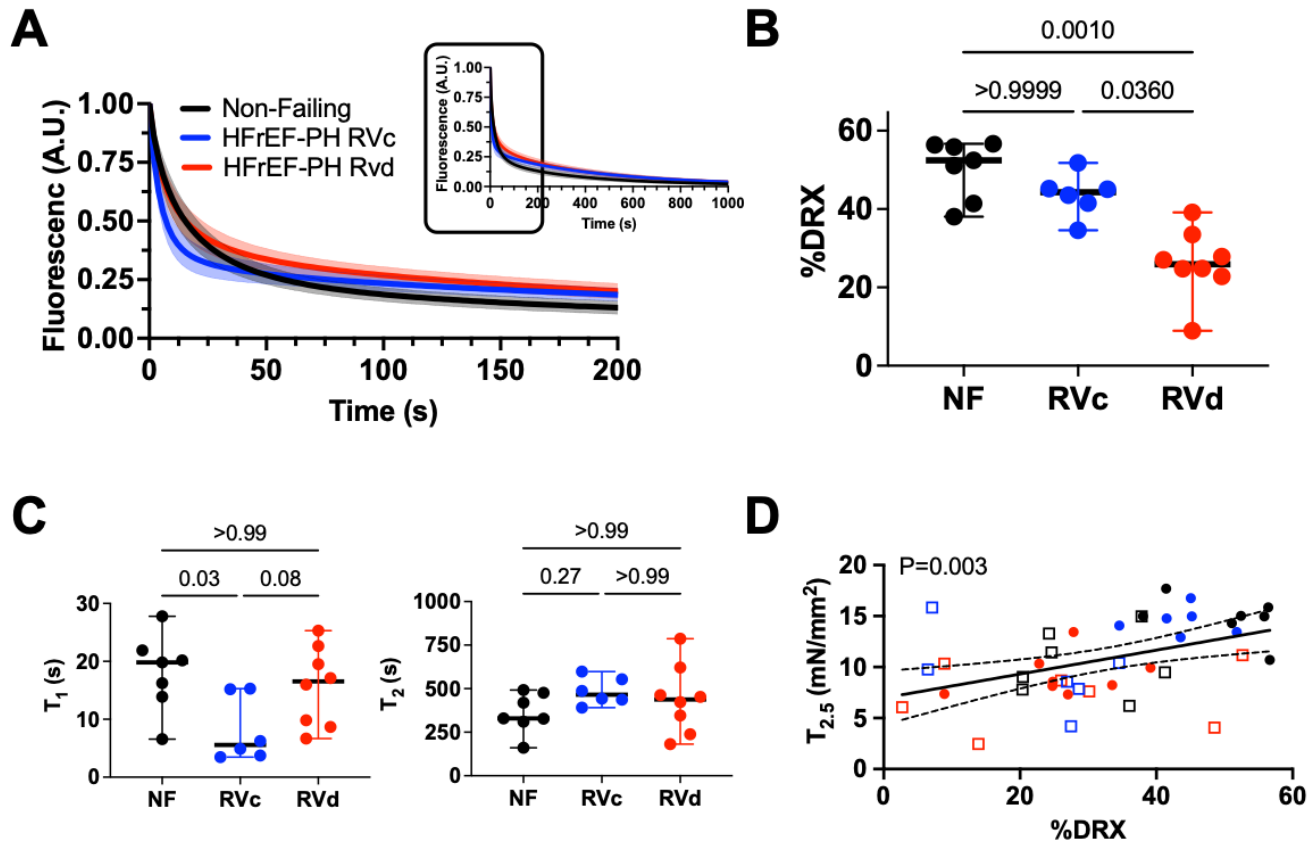 A
Fluorescenc (A.U.)
1.00
0.75
0.50
0.25
0.00
0
50
100
150
200
Time (s)
Non-Failing
HFrEF-PH RVc
HFrEF-PH Rvd
Fluorescence (A.U.)
1.00
0.75
0.50
0.25
0.00
0
200
400
600
800
1000
Time (s)
B
0.0010
>0.9999
0.0360
%DRX
60
40
20
0
NF
RVc
RVd
C
>0.99
0.03
0.08
T1 (s)
30
20
10
0
NF
RVc
RVd
>0.99
0.27
>0.99
T2 (s)
1000
750
500
250
0
NF
RVc
RVd
D
P=0.003
T2.5 (mN/mm²)
20
15
10
5
0
0
20
40
60
%DRX